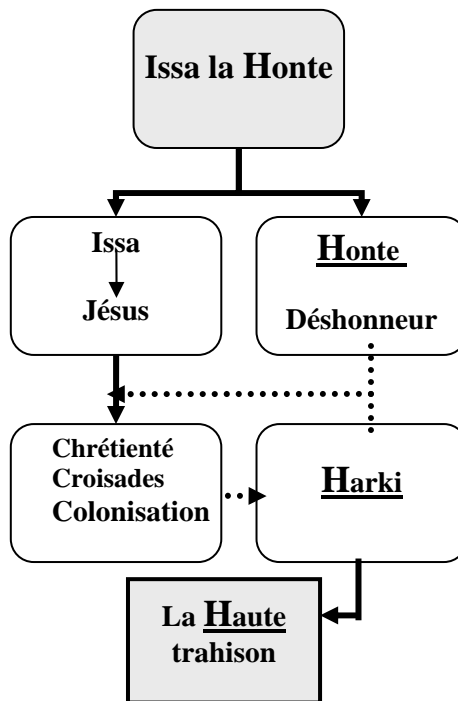 Issa la Honte
Issa
Jésus
Honte
Déshonneur
Chrétienté
Croisades
Colonisation
Harki
La Haute
trahison